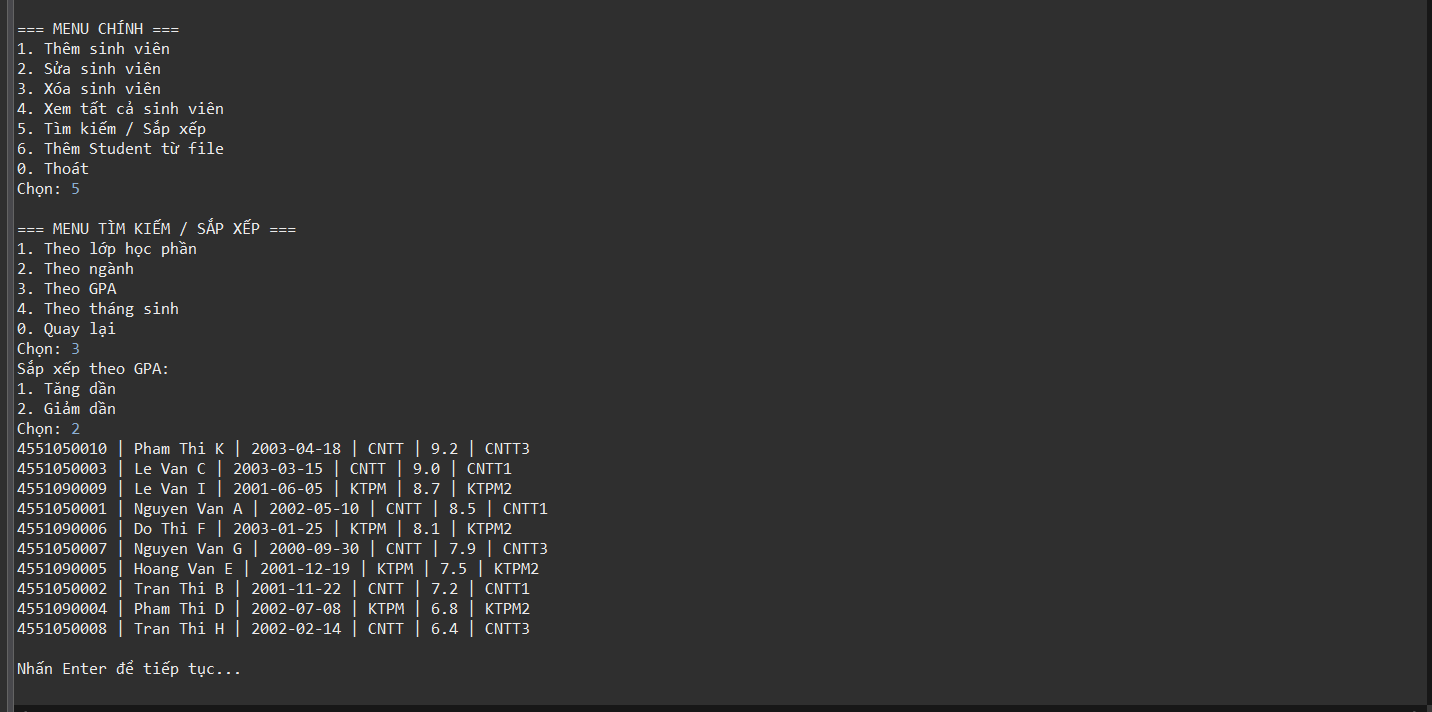 === MENU CHÍNH ===
1. Thêm sinh viên
2. Sửa sinh viên
3. Xóa sinh viên
4. Xem tất cả sinh viên
5. Tìm kiếm / Sắp xếp
6. Thêm Student từ file
0. Thoát
Chọn: 5
=== MENU TÌM KIẾM / SẮP XẾP ===
1. Theo lớp học phần
2. Theo ngành
3. Theo GPA
4. Theo tháng sinh
0. Quay lại
Chọn: 3
Sắp xếp theo GPA:
1. Tăng dần
2. Giảm dần
Chọn: 2
4551050010 | Pham Thi K | 2003-04-18 | CNTT | 9.2 | CNTT3
4551050003 | Le Van C | 2003-03-15 | CNTT | 9.0 | CNTT1
4551090009 | Le Van I | 2001-06-05 | KTPM | 8.7 | KTPM2
4551050001 | Nguyen Van A | 2002-05-10 | CNTT | 8.5 | CNTT1
4551090006 | Do Thi F | 2003-01-25 | KTPM | 8.1 | KTPM2
4551050007 | Nguyen Van G | 2000-09-30 | CNTT | 7.9 | CNTT3
4551090005 | Hoang Van E | 2001-12-19 | KTPM | 7.5 | KTPM2
4551050002 | Tran Thi B | 2001-11-22 | CNTT | 7.2 | CNTT1
4551090004 | Pham Thi D | 2002-07-08 | KTPM | 6.8 | KTPM2
4551050008 | Tran Thi H | 2002-02-14 | CNTT | 6.4 | CNTT3
Nhấn Enter để tiếp tục...